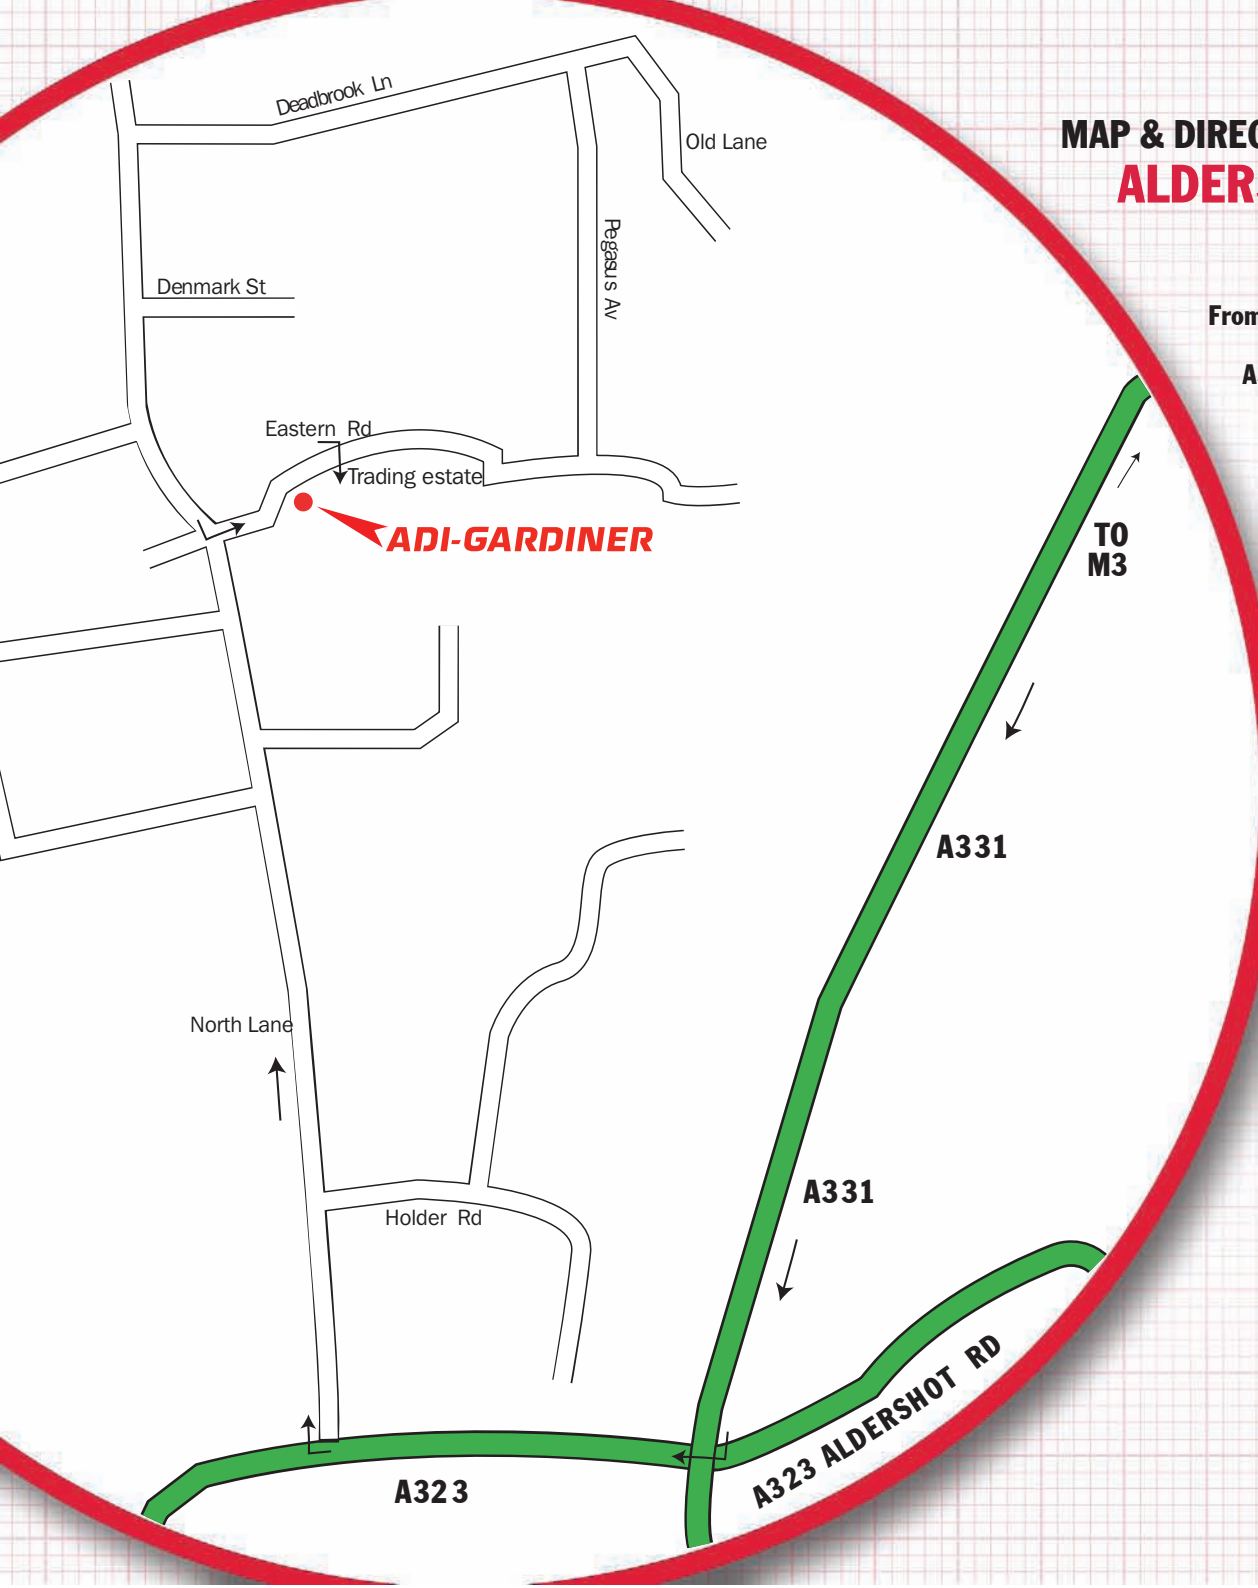 Deadbrook Ln
Old Lane
MAP & DIREC
ALDERS
Pegasus Av
Denmark St
From
A
Eastern Rd
Trading estate
ADI-GARDINER
TO
M3
A331
North Lane
A331
Holder Rd
A323 ALDERSHOT RD
A323